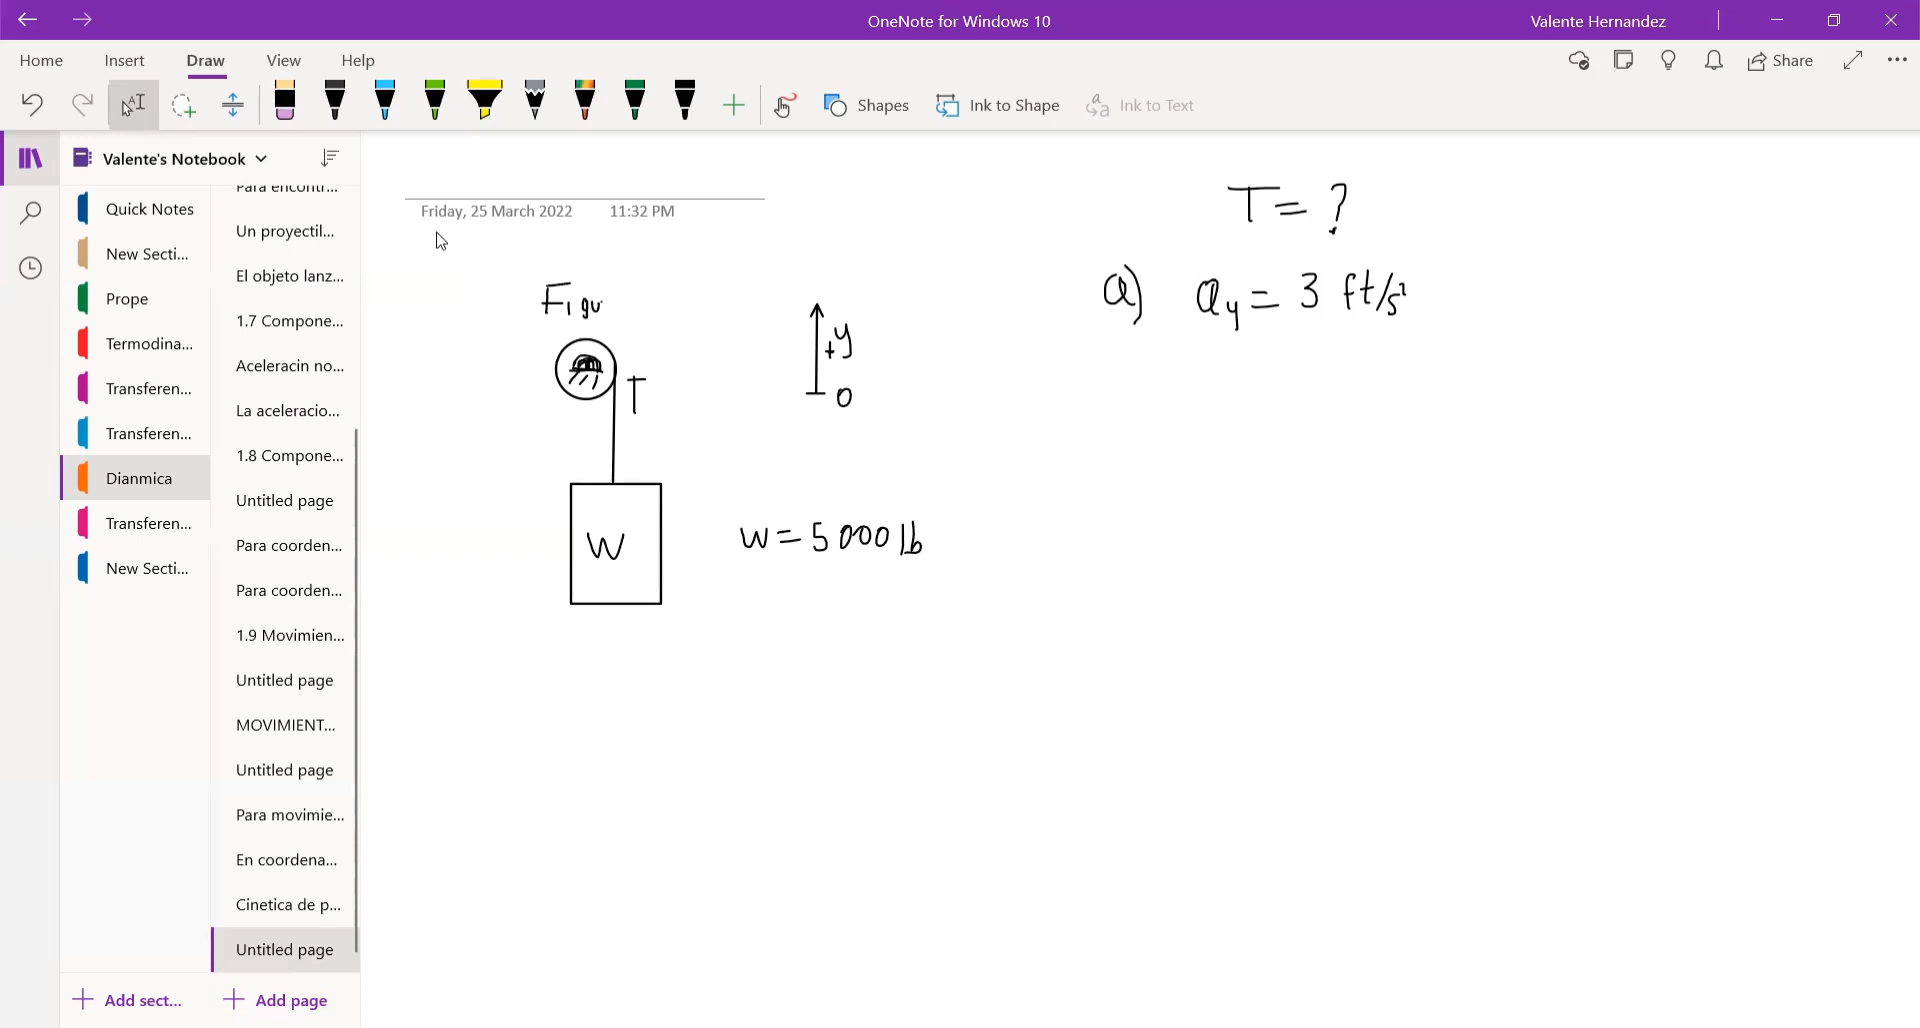 OneNote for Windows 10
Valente Hernandez
Home Insert Draw View Help
Share
Shapes
Ink to Shape
Ink to Text
Valente's Notebook
Quick Notes
New Secti...
Prope
Termodina...
Transferen...
Transferen...
Dianmica
Transferen...
New Secti...
Add sect...
Para encontr...
Un proyectil...
El objeto lanz...
1.7 Compone...
Aceleracin no...
La aceleracio...
1.8 Compone...
Untitled page
Para coorden...
Para coorden...
1.9 Movimien...
Untitled page
MOVIMIENT...
Untitled page
Para movimie...
En coordena...
Cinetica de p...
Untitled page
Add page
Friday, 25 March 2022 11:32 PM
Figu
T
W
+y
0
W = 5000 lb
T = ?
a) ay = 3 ft/s²